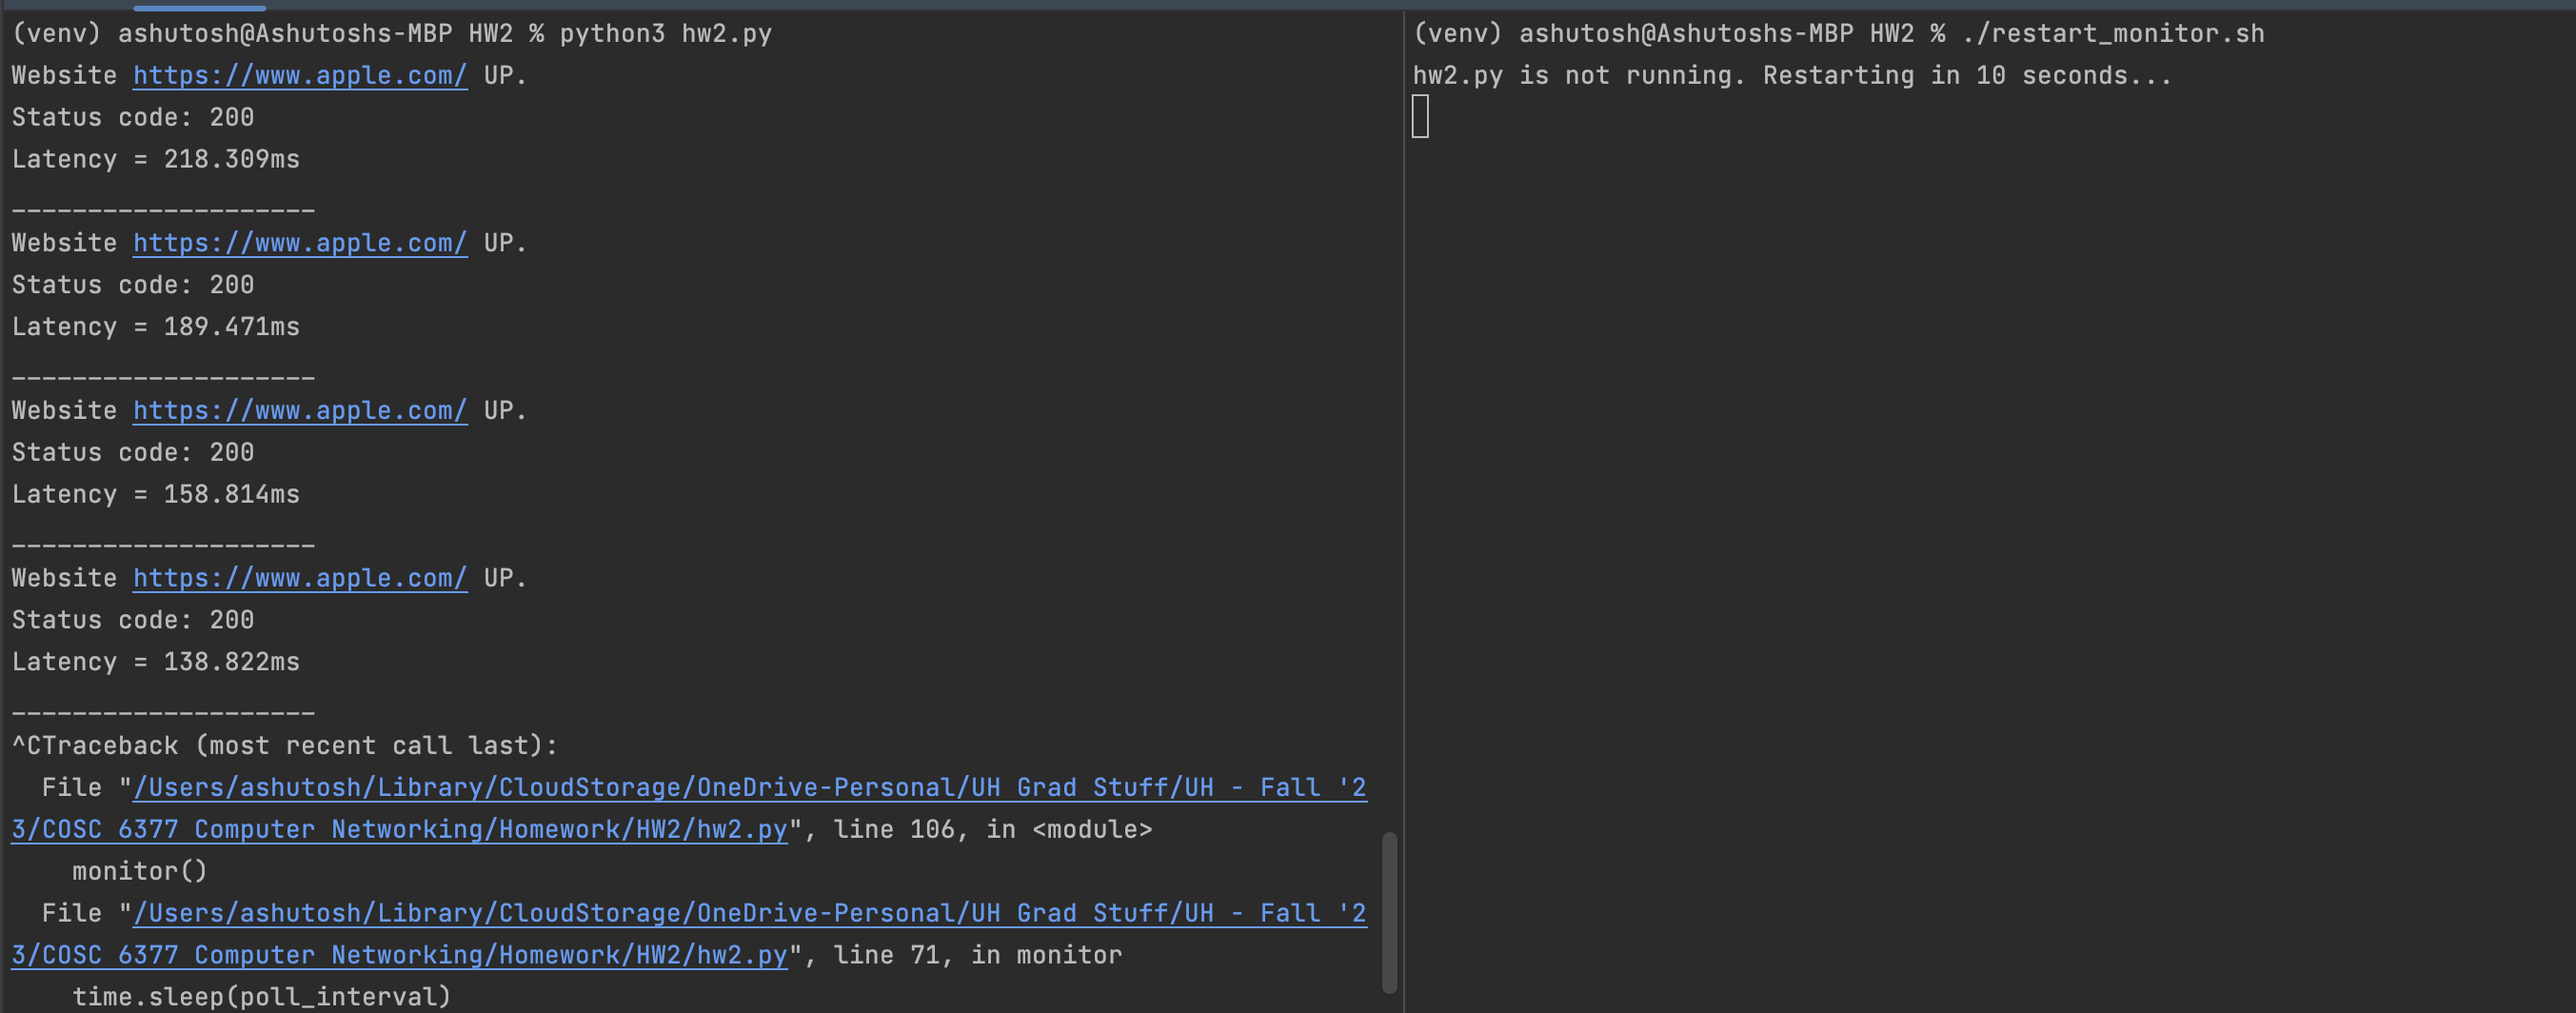 (venv) ashutosh@Ashutoshs-MBP HW2 % python3 hw2.py
Website https://www.apple.com/ UP.
Status code: 200
Latency = 218.309ms
--------------------
Website https://www.apple.com/ UP.
Status code: 200
Latency = 189.471ms
--------------------
Website https://www.apple.com/ UP.
Status code: 200
Latency = 158.814ms
--------------------
Website https://www.apple.com/ UP.
Status code: 200
Latency = 138.822ms
--------------------
^CTraceback (most recent call last):
  File "/Users/ashutosh/Library/CloudStorage/OneDrive-Personal/UH Grad Stuff/UH - Fall '2
3/COSC 6377 Computer Networking/Homework/HW2/hw2.py", line 106, in <module>
    monitor()
  File "/Users/ashutosh/Library/CloudStorage/OneDrive-Personal/UH Grad Stuff/UH - Fall '2
3/COSC 6377 Computer Networking/Homework/HW2/hw2.py", line 71, in monitor
    time.sleep(poll_interval)
(venv) ashutosh@Ashutoshs-MBP HW2 % ./restart_monitor.sh
hw2.py is not running. Restarting in 10 seconds...